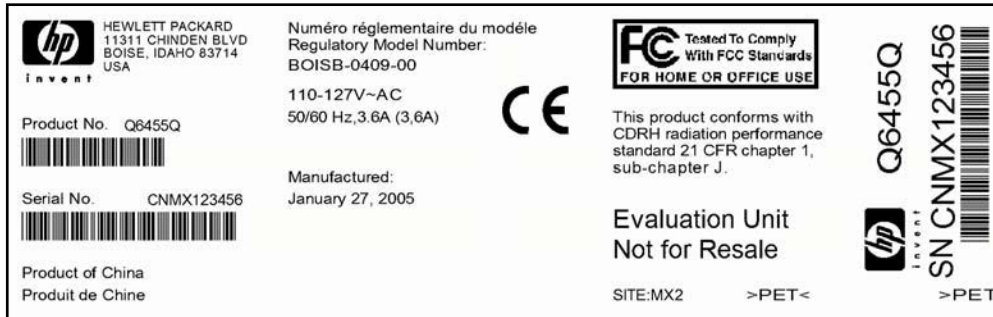 hp
invent
HEWLETT PACKARD
11311 CHINDEN BLVD
BOISE, IDAHO 83714
USA
Product No. Q6455Q
Serial No. CNMX123456
Product of China
Produit de Chine
Numéro réglementaire du modéle
Regulatory Model Number:
BOISB-0409-00
110-127V~AC
50/60 Hz,3.6A (3,6A)
Manufactured:
January 27, 2005
CE
FC Tested To Comply
With FCC Standards
FOR HOME OR OFFICE USE
This product conforms with
CDRH radiation performance
standard 21 CFR chapter 1,
sub-chapter J.
Evaluation Unit
Not for Resale
SITE:MX2 >PET<
Q6455Q
hp
invent
SN CNMX123456
>PET